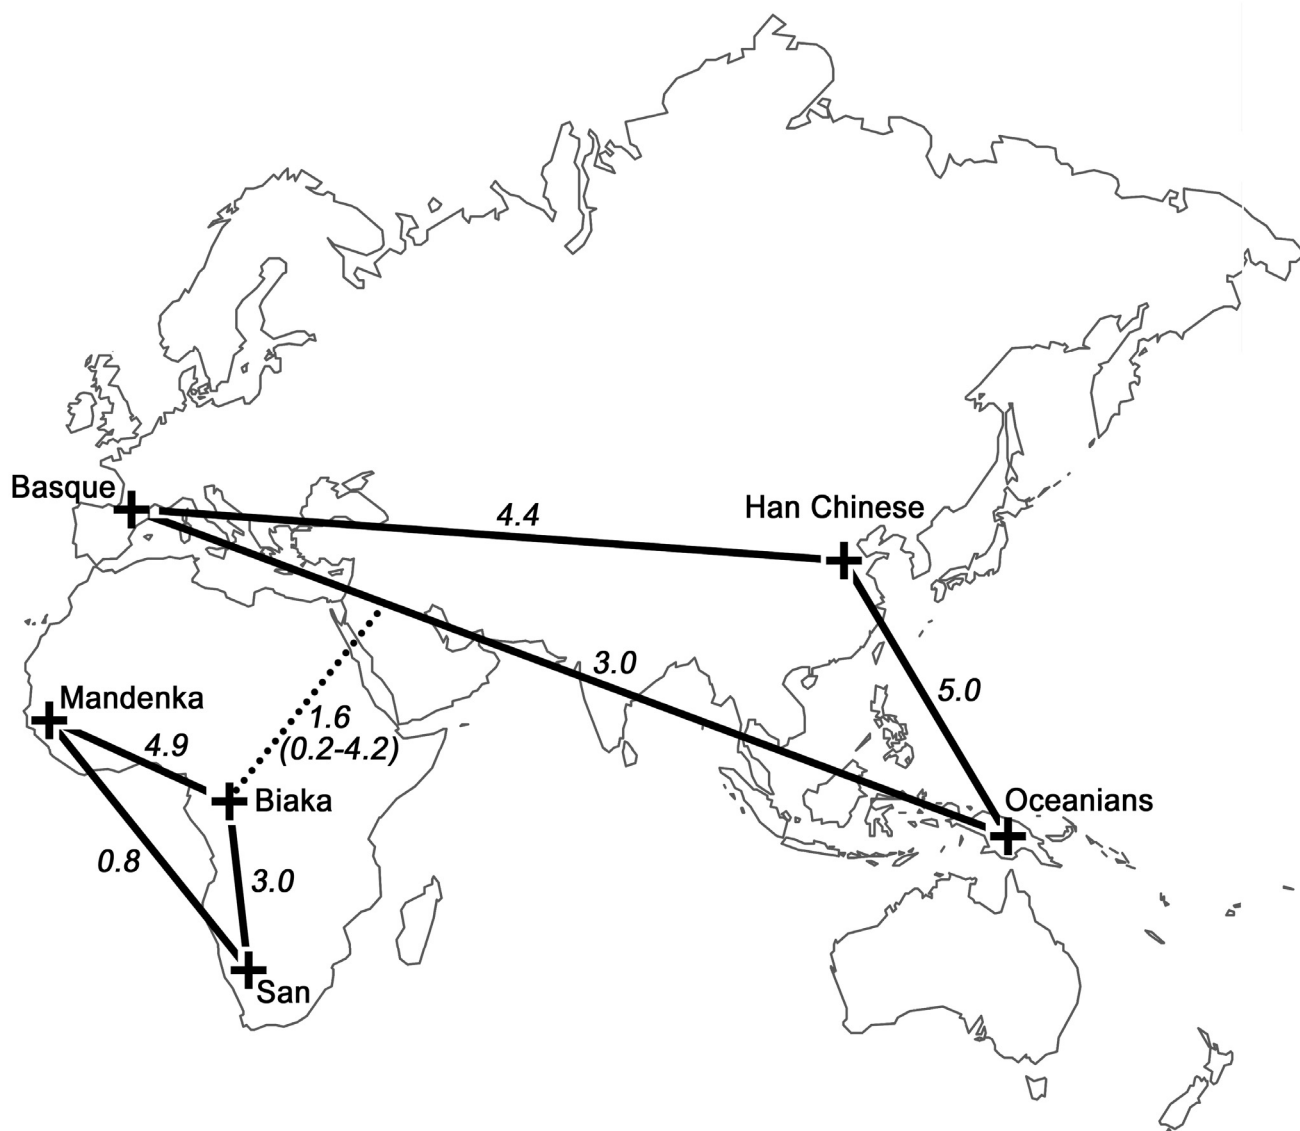 Basque
4.4
Han Chinese
3.0
5.0
Mandenka
4.9
1.6
(0.2-4.2)
Biaka
Oceanians
0.8
3.0
San